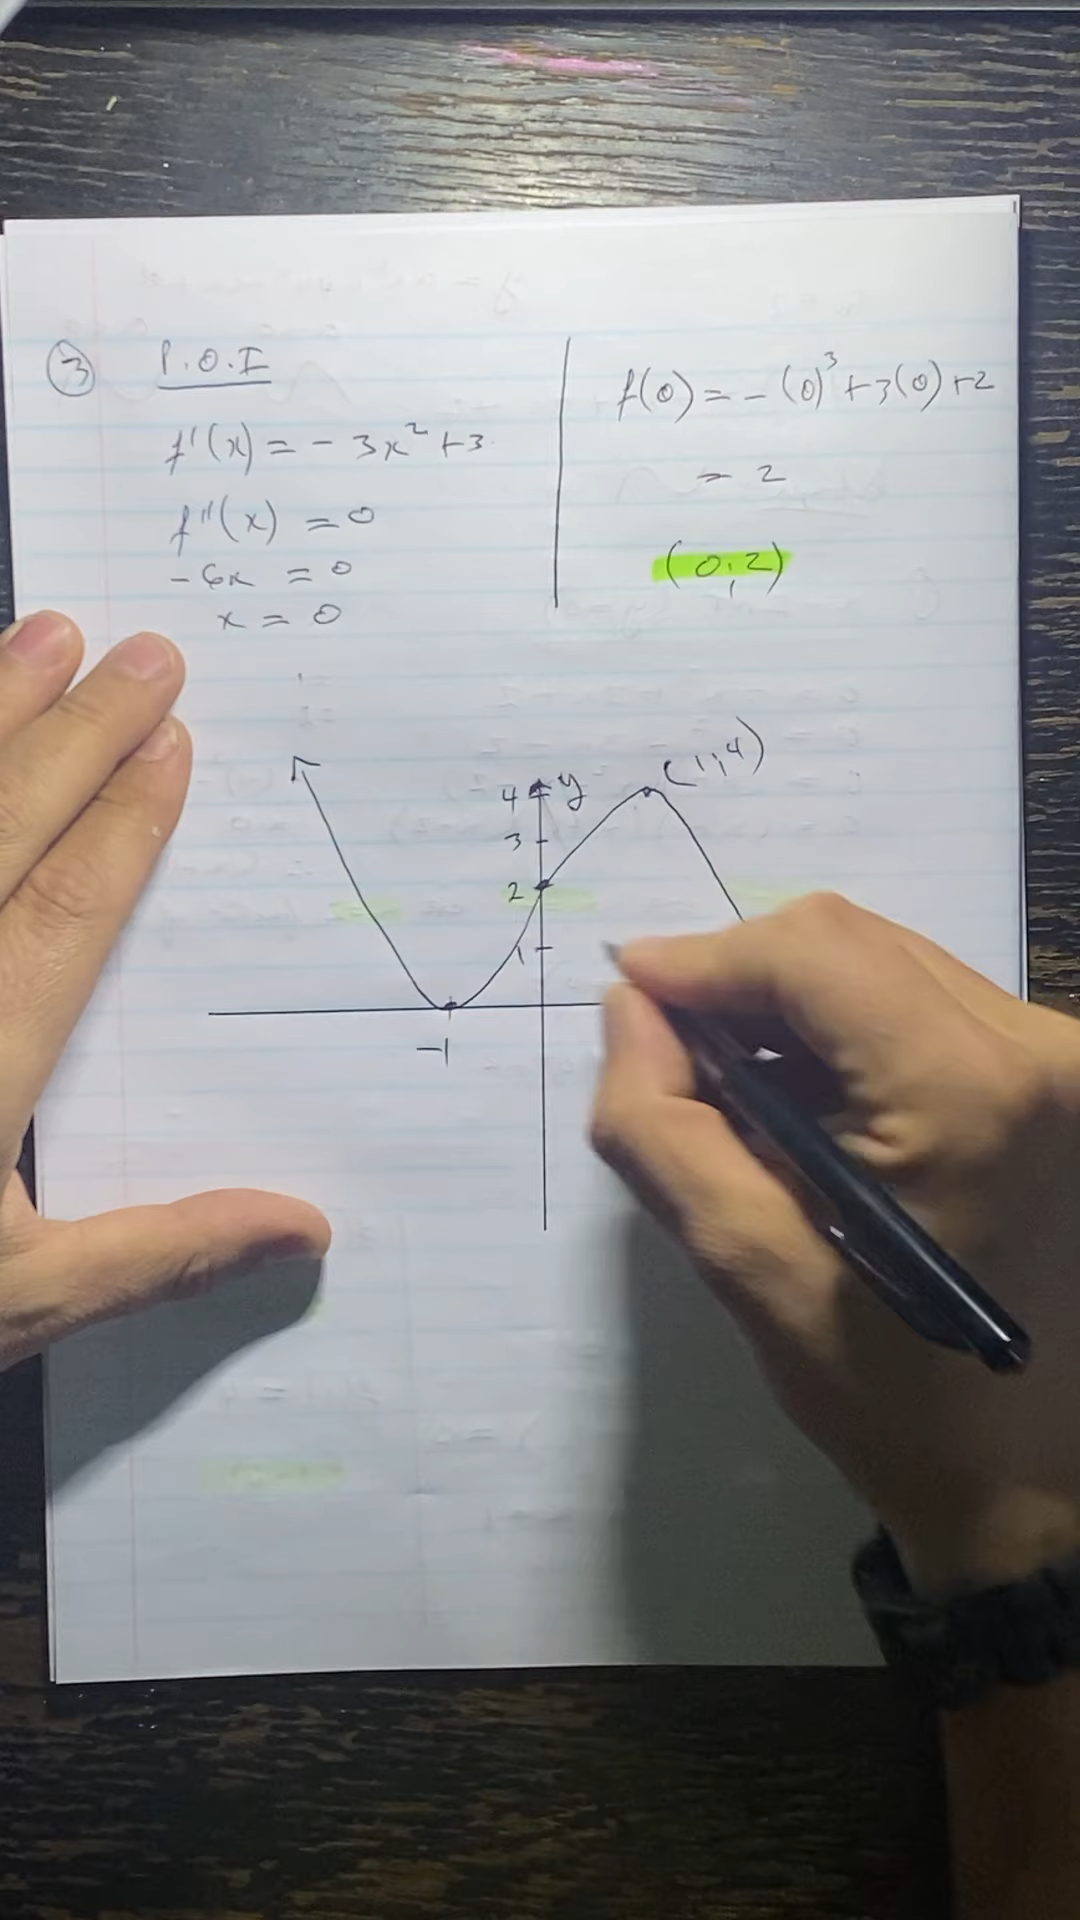 ③ P.O.I
f'(x) = - 3x² + 3
f''(x) = 0
- 6x = 0
x = 0
f(0) = - (0)³ + 3(0) + 2
= 2
(0;2)
(1;4)
4 y
3
2
1
-1